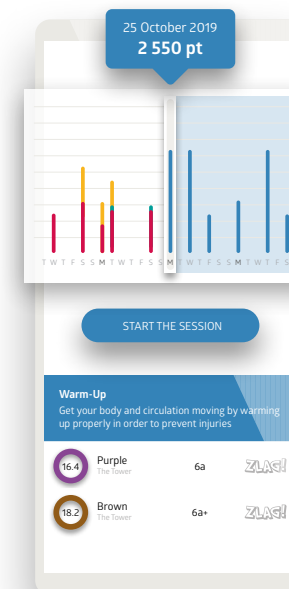 25 October 2019
2 550 pt
T W T F S S M T W T F S S M T W T F S S M T W T F S
START THE SESSION
Warm-Up
Get your body and circulation moving by warming
up properly in order to prevent injuries
16.4 Purple 6a ZLAG!
The Tower
18.2 Brown 6a+ ZLAG!
The Tower